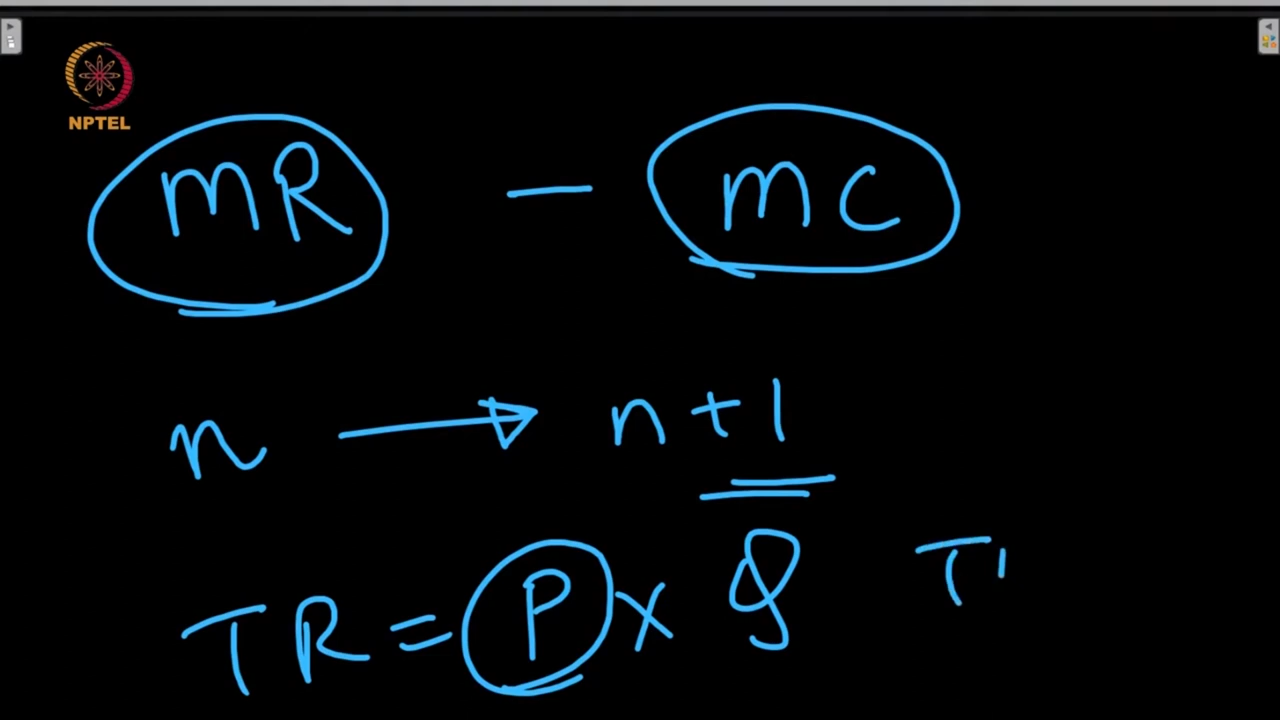 NPTEL
MR - MC
n → n+1
TR = P x Q T